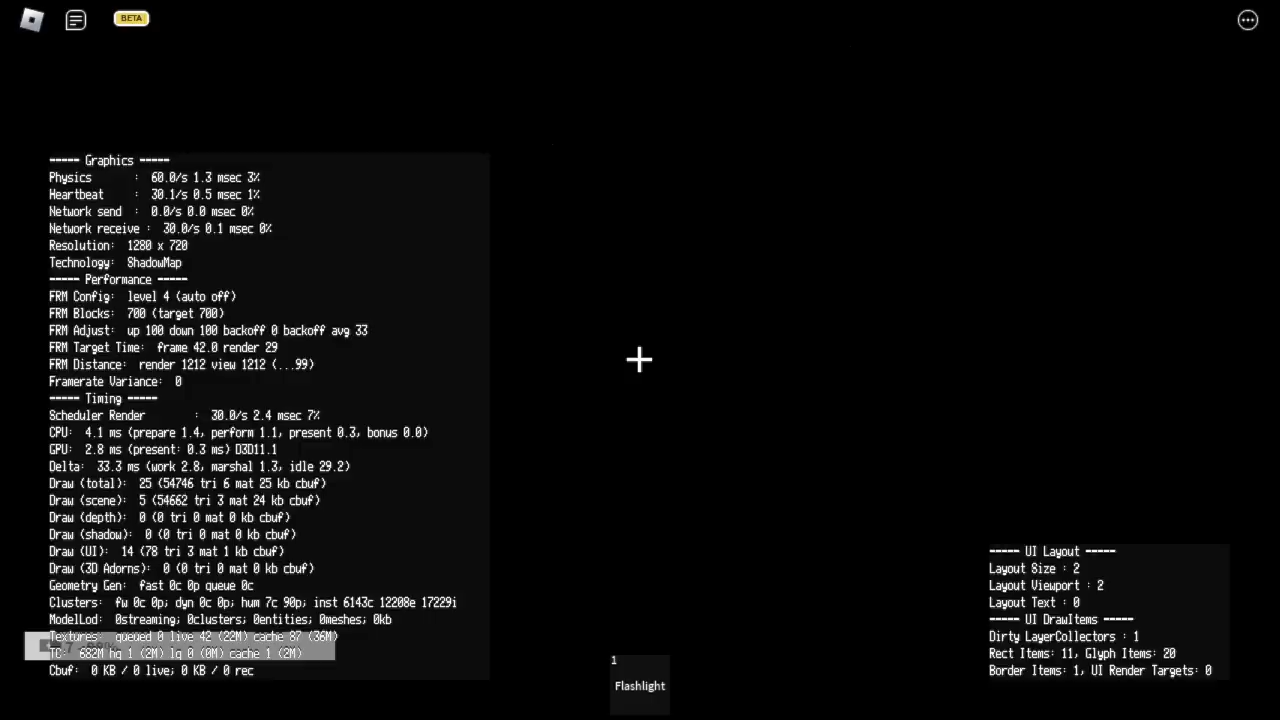 BETA
----- Graphics -----
Physics : 60.0/s 1.3 msec 3%
Heartbeat : 30.1/s 0.5 msec 1%
Network send : 0.0/s 0.0 msec 0%
Network receive : 30.0/s 0.1 msec 0%
Resolution: 1280 x 720
Technology: ShadowMap
----- Performance -----
FRM Config: level 4 (auto off)
FRM Blocks: 700 (target 700)
FRM Adjust: up 100 down 100 backoff 0 backoff avg 33
FRM Target Time: frame 42.0 render 29
FRM Distance: render 1212 view 1212 (...99)
Framerate Variance: 0
----- Timing -----
Scheduler Render : 30.0/s 2.4 msec 7%
CPU: 4.1 ms (prepare 1.4, perform 1.1, present 0.3, bonus 0.0)
GPU: 2.8 ms (present: 0.3 ms) D3D11.1
Delta: 33.3 ms (work 2.8, marshal 1.3, idle 29.2)
Draw (total): 25 (54746 tri 6 mat 25 kb cbuf)
Draw (scene): 5 (54662 tri 3 mat 24 kb cbuf)
Draw (depth): 0 (0 tri 0 mat 0 kb cbuf)
Draw (shadow): 0 (0 tri 0 mat 0 kb cbuf)
Draw (UI): 14 (78 tri 3 mat 1 kb cbuf)
Draw (3D Adorns): 0 (0 tri 0 mat 0 kb cbuf)
Geometry Gen: fast 0c 0p queue 0c
Clusters: fw 0c 0p; dyn 0c 0p; hum 7c 90p; inst 6143c 12208e 17229i
ModelLod: 0streaming; 0clusters; 0entities; 0meshes; 0kb
Textures: queued 0 live 42 (22M) cache 87 (36M)
TC: 682M hq 1 (2M) lq 0 (0M) cache 1 (2M)
Cbuf: 0 KB / 0 live; 0 KB / 0 rec
----- UI Layout -----
Layout Size : 2
Layout Viewport : 2
Layout Text : 0
----- UI DrawItems -----
Dirty LayerCollectors : 1
Rect Items: 11, Glyph Items: 20
Border Items: 1, UI Render Targets: 0
1
Flashlight